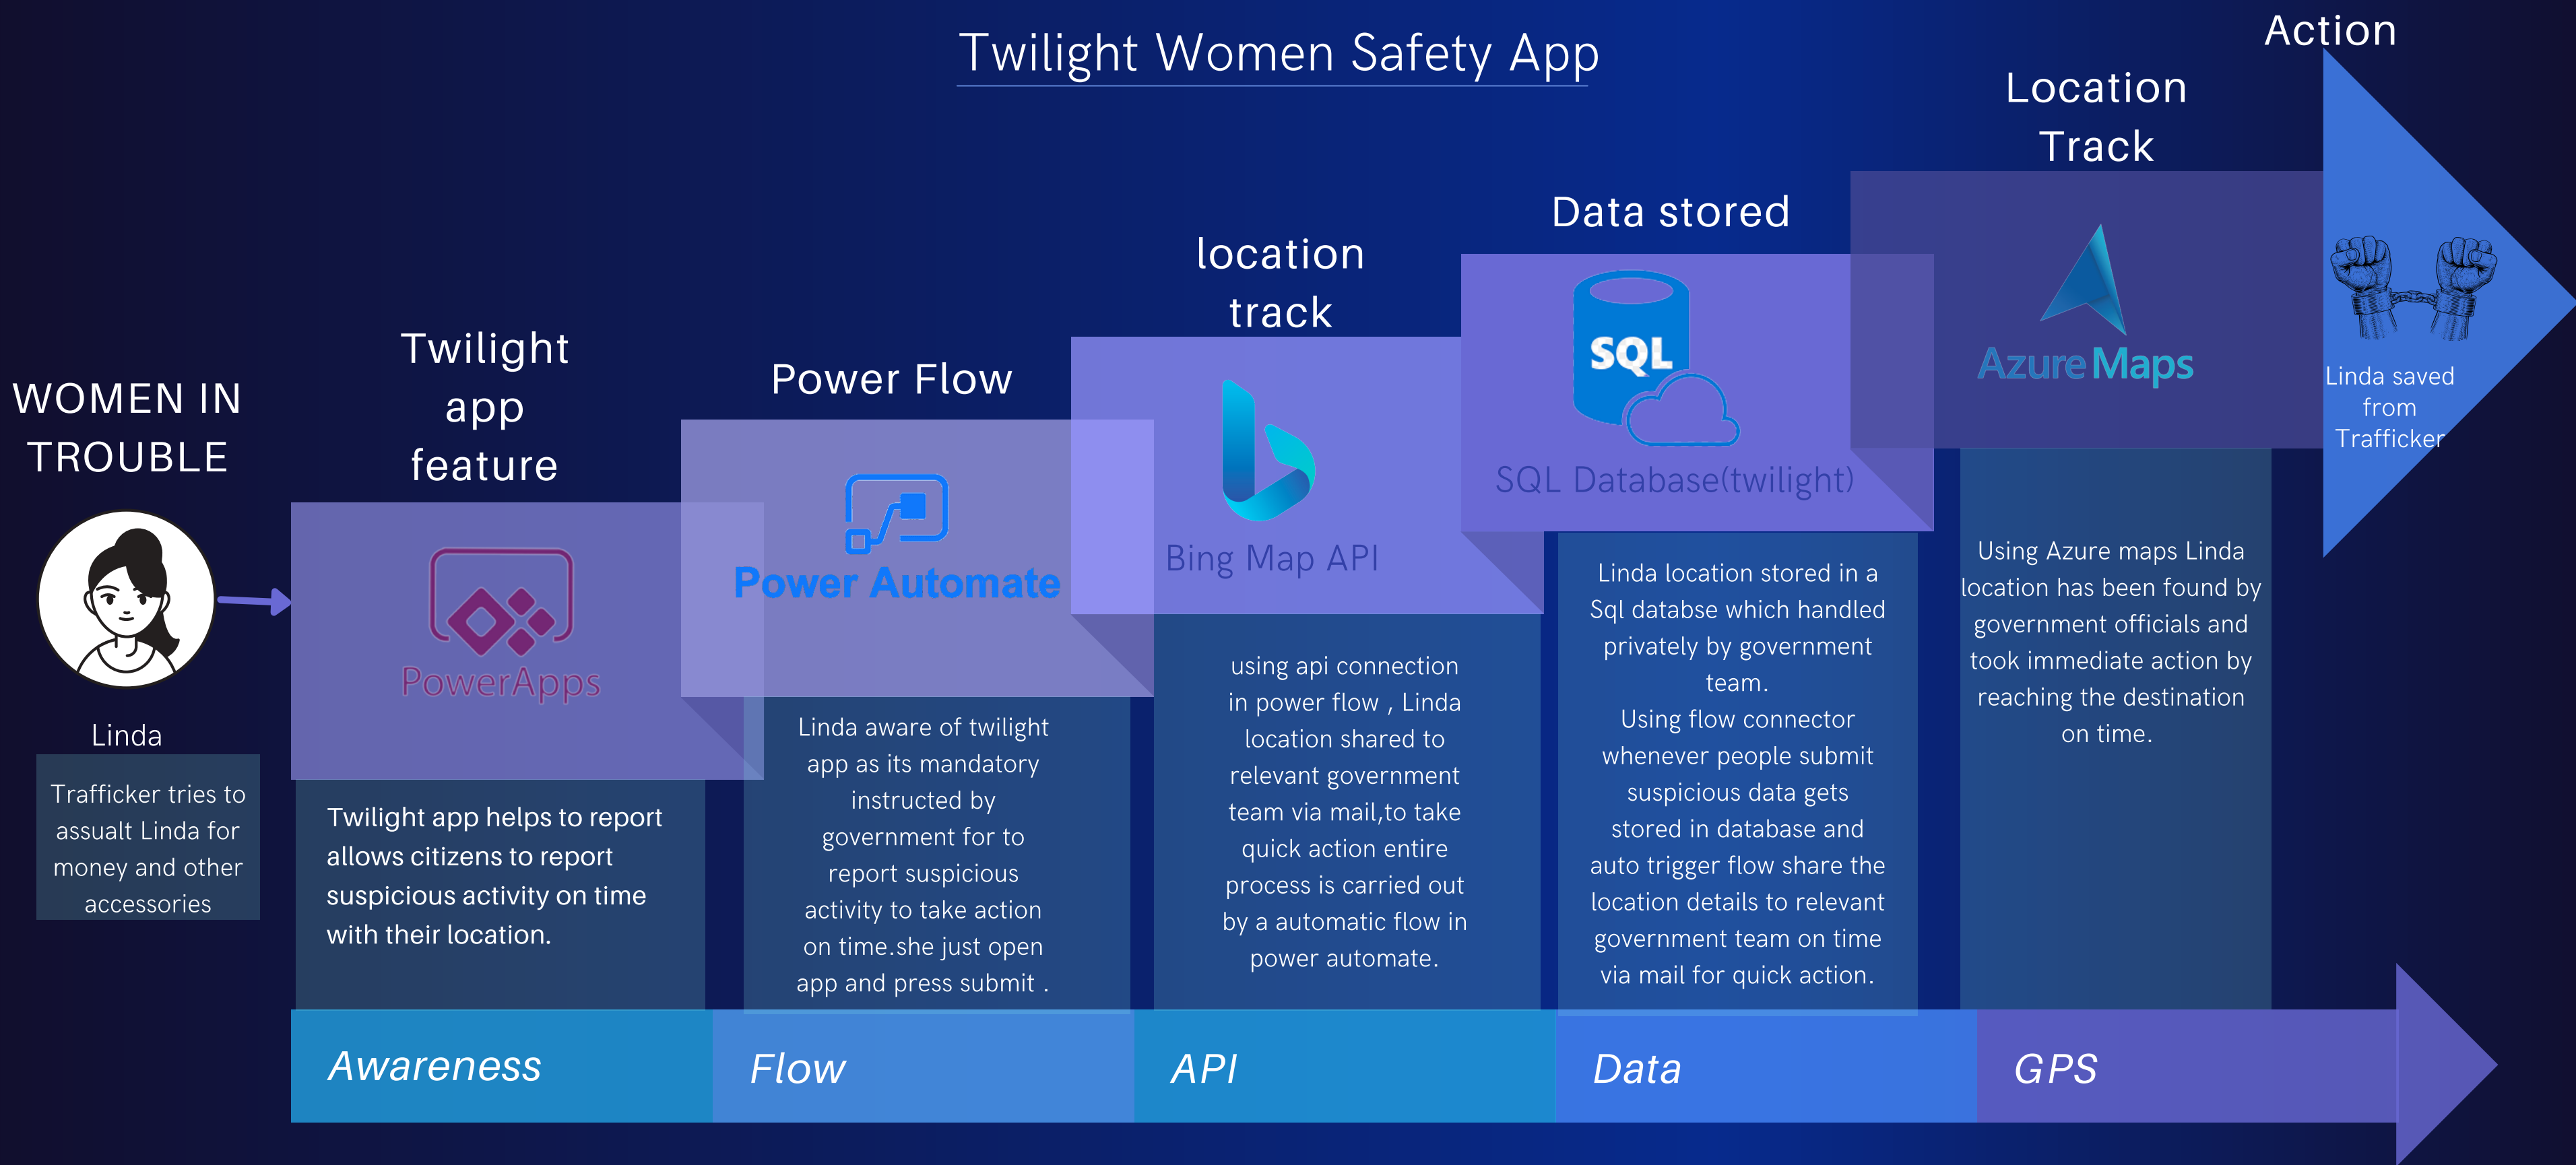 Twilight Women Safety App
WOMEN IN
TROUBLE
Linda
Trafficker tries to
assualt Linda for
money and other
accessories
Twilight
app
feature
PowerApps
Twilight app helps to report
allows citizens to report
suspicious activity on time
with their location.
Power Flow
Power Automate
Linda aware of twilight
app as its mandatory
instructed by
government for to
report suspicious
activity to take action
on time.she just open
app and press submit .
location
track
Bing Map API
using api connection
in power flow , Linda
location shared to
relevant government
team via mail,to take
quick action entire
process is carried out
by a automatic flow in
power automate.
Data stored
SQL
SQL Database(twilight)
Linda location stored in a
Sql databse which handled
privately by government
team.
Using flow connector
whenever people submit
suspicious data gets
stored in database and
auto trigger flow share the
location details to relevant
government team on time
via mail for quick action.
Location
Track
Azure Maps
Using Azure maps Linda
location has been found by
government officials and
took immediate action by
reaching the destination
on time.
Action
Linda saved
from
Trafficker
Awareness
Flow
API
Data
GPS